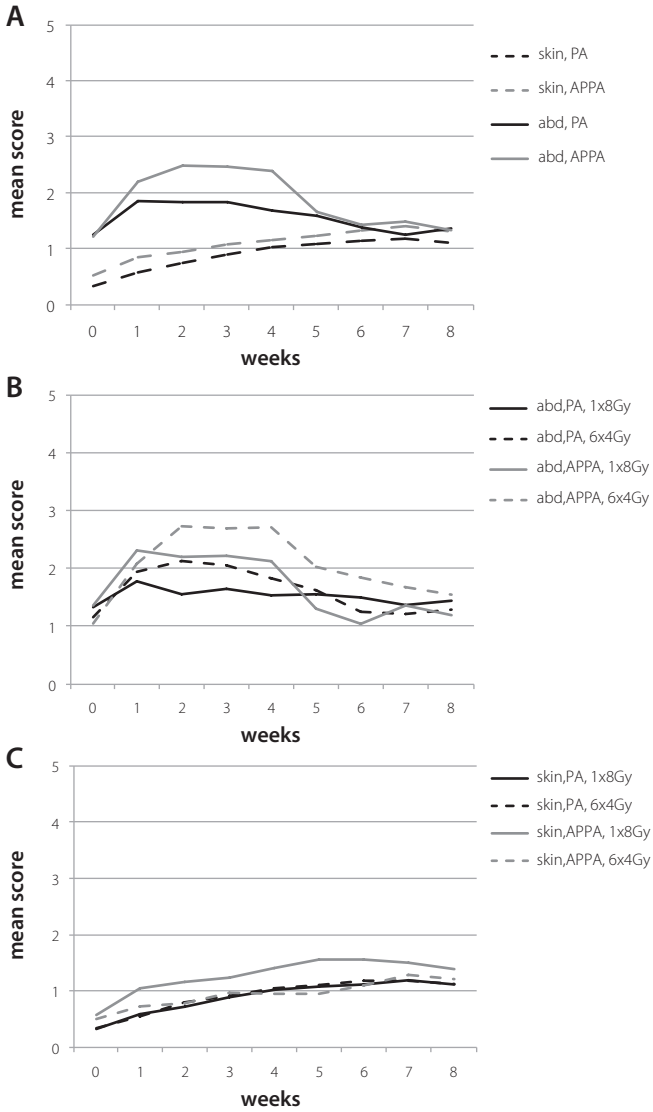 A
5
4
3
2
1
0
mean score
0 1 2 3 4 5 6 7 8
weeks
skin, PA
skin, APPA
abd, PA
abd, APPA
B
5
4
3
2
1
0
mean score
0 1 2 3 4 5 6 7 8
weeks
abd,PA, 1x8Gy
abd,PA, 6x4Gy
abd,APPA, 1x8Gy
abd,APPA, 6x4Gy
C
5
4
3
2
1
0
mean score
0 1 2 3 4 5 6 7 8
weeks
skin,PA, 1x8Gy
skin,PA, 6x4Gy
skin,APPA, 1x8Gy
skin,APPA, 6x4Gy